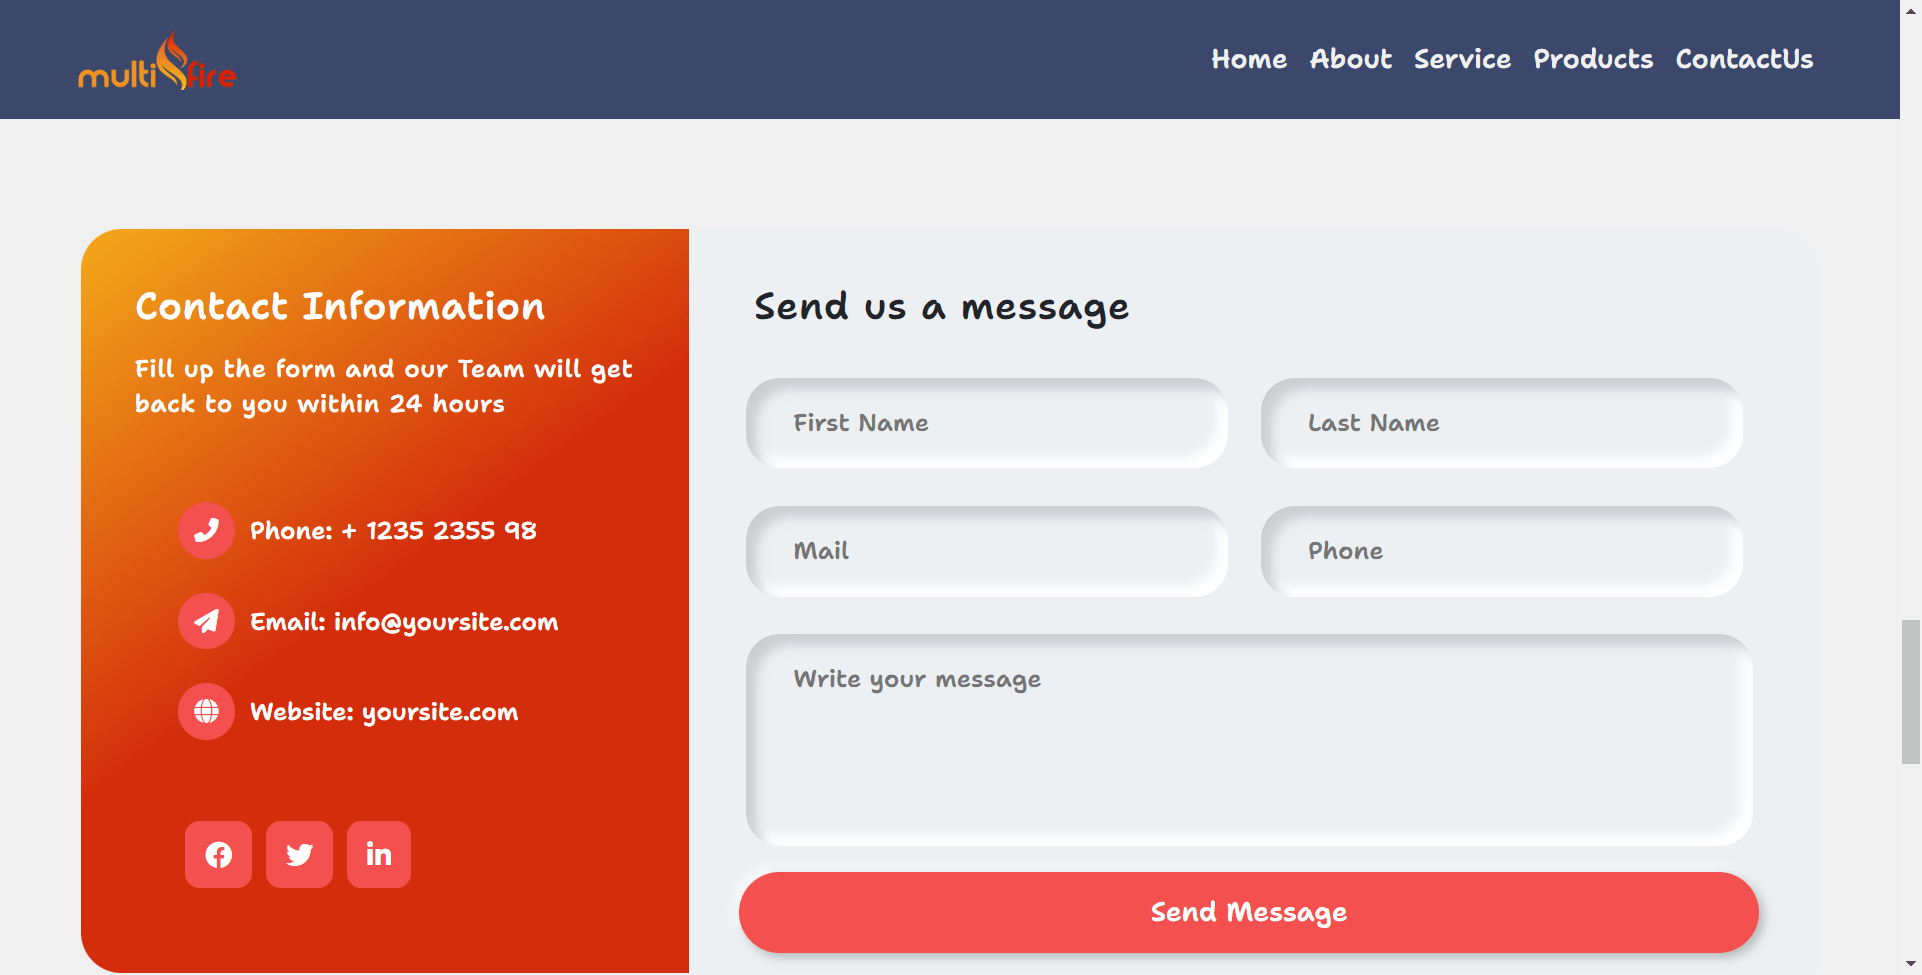 multifire
Home About Service Products ContactUs
Contact Information
Fill up the form and our Team will get
back to you within 24 hours
Phone: + 1235 2355 98
Email: info@yoursite.com
Website: yoursite.com
Send us a message
First Name
Last Name
Mail
Phone
Write your message
Send Message